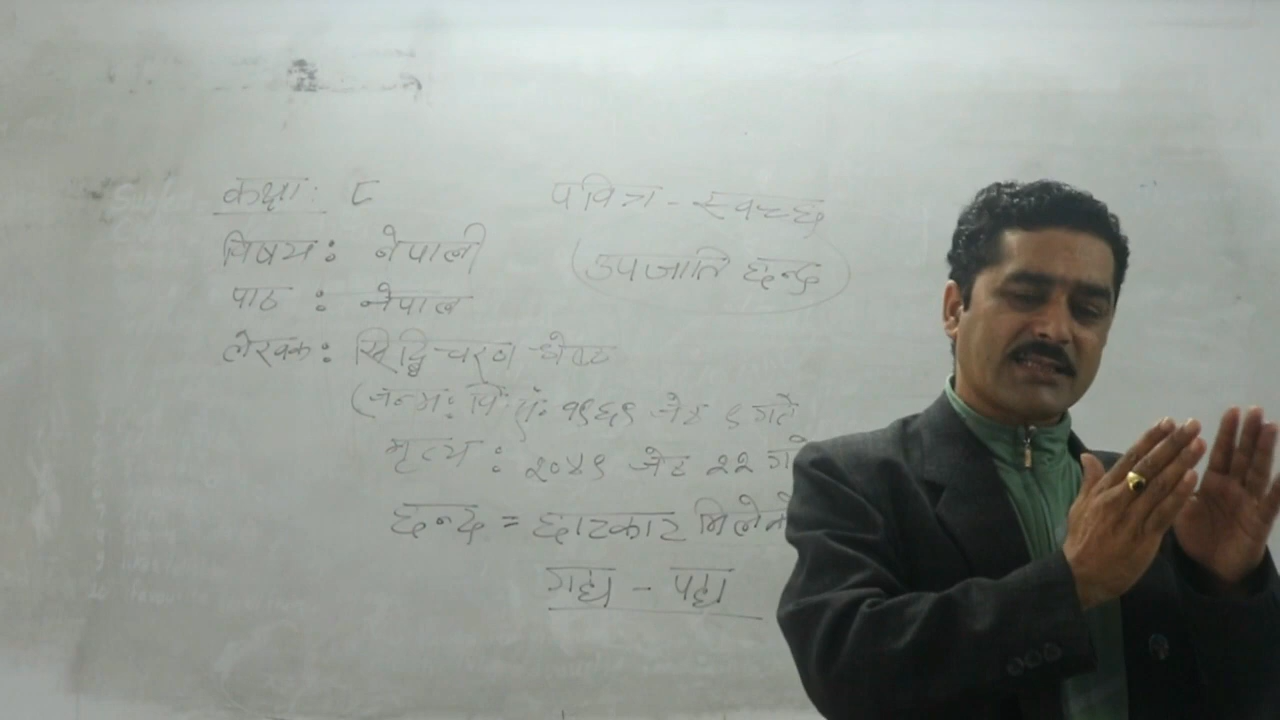 कक्षा: ८
विषय: नेपाली
पाठ : नेपाल
लेखक: सिद्धिचरण श्रेष्ठ
(जन्म: वि. सं. १९६९ जेठ ९ गते
मृत्य : २०४९ जेठ २२ गते
छन्द = छाटकाट मिलेको
गद्य - पद्य
पवित्र - स्वच्छ
(उपजाति छन्द)